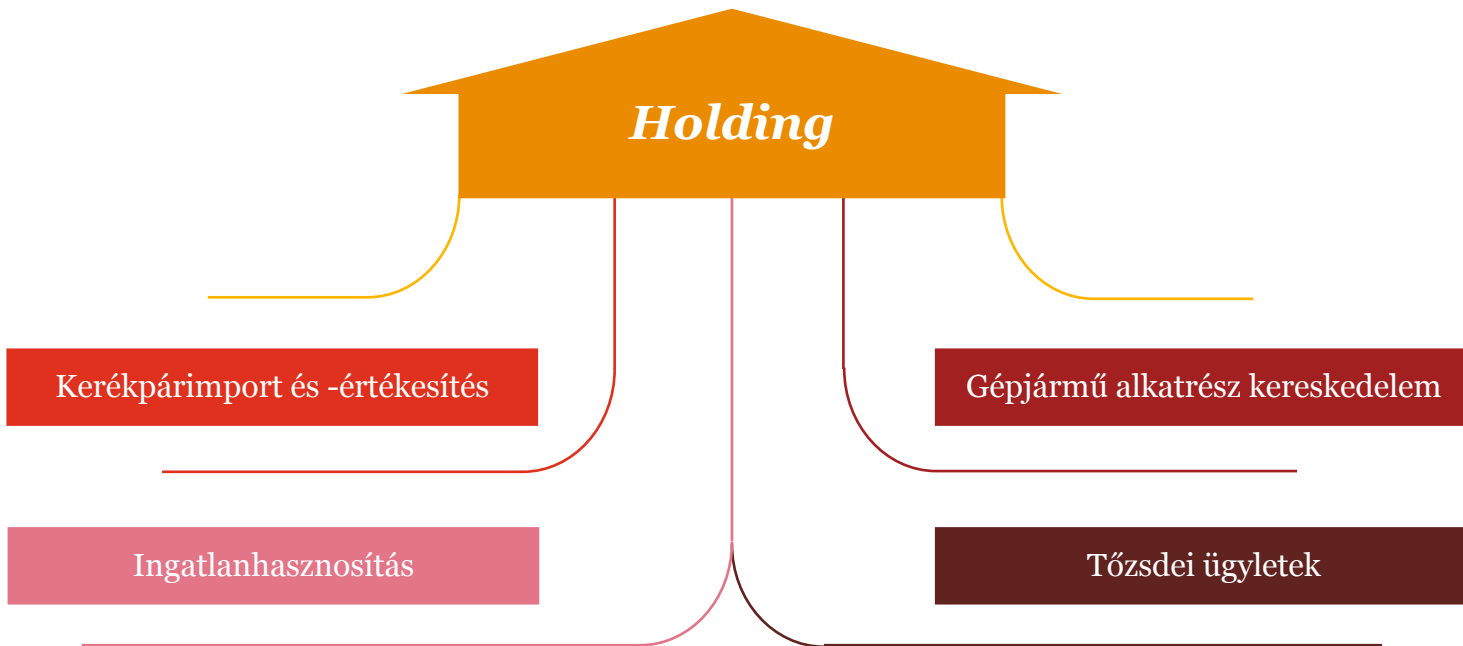 Holding
Kerékpárimport és -értékesítés
Gépjármű alkatrész kereskedelem
Ingatlanhasznosítás
Tőzsdei ügyletek